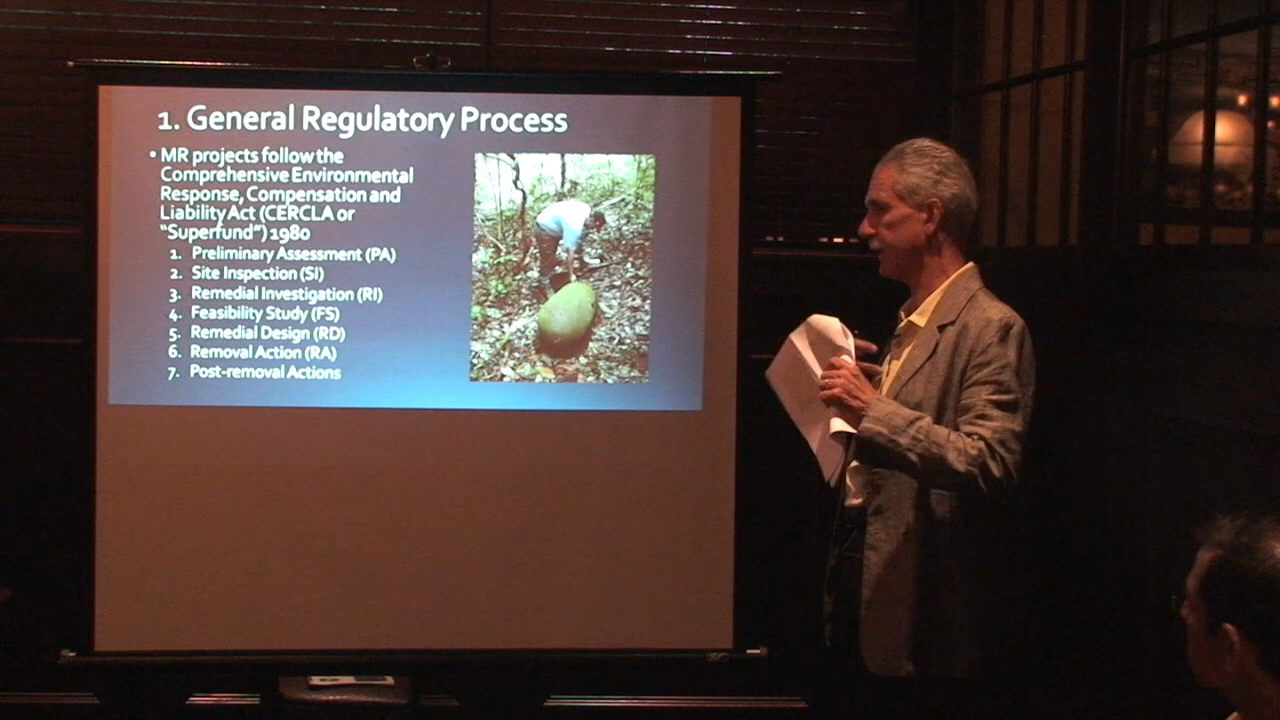 1. General Regulatory Process
• MR projects follow the
Comprehensive Environmental
Response, Compensation and
Liability Act (CERCLA or
“Superfund”) 1980
1. Preliminary Assessment (PA)
2. Site Inspection (SI)
3. Remedial Investigation (RI)
4. Feasibility Study (FS)
5. Remedial Design (RD)
6. Removal Action (RA)
7. Post-removal Actions